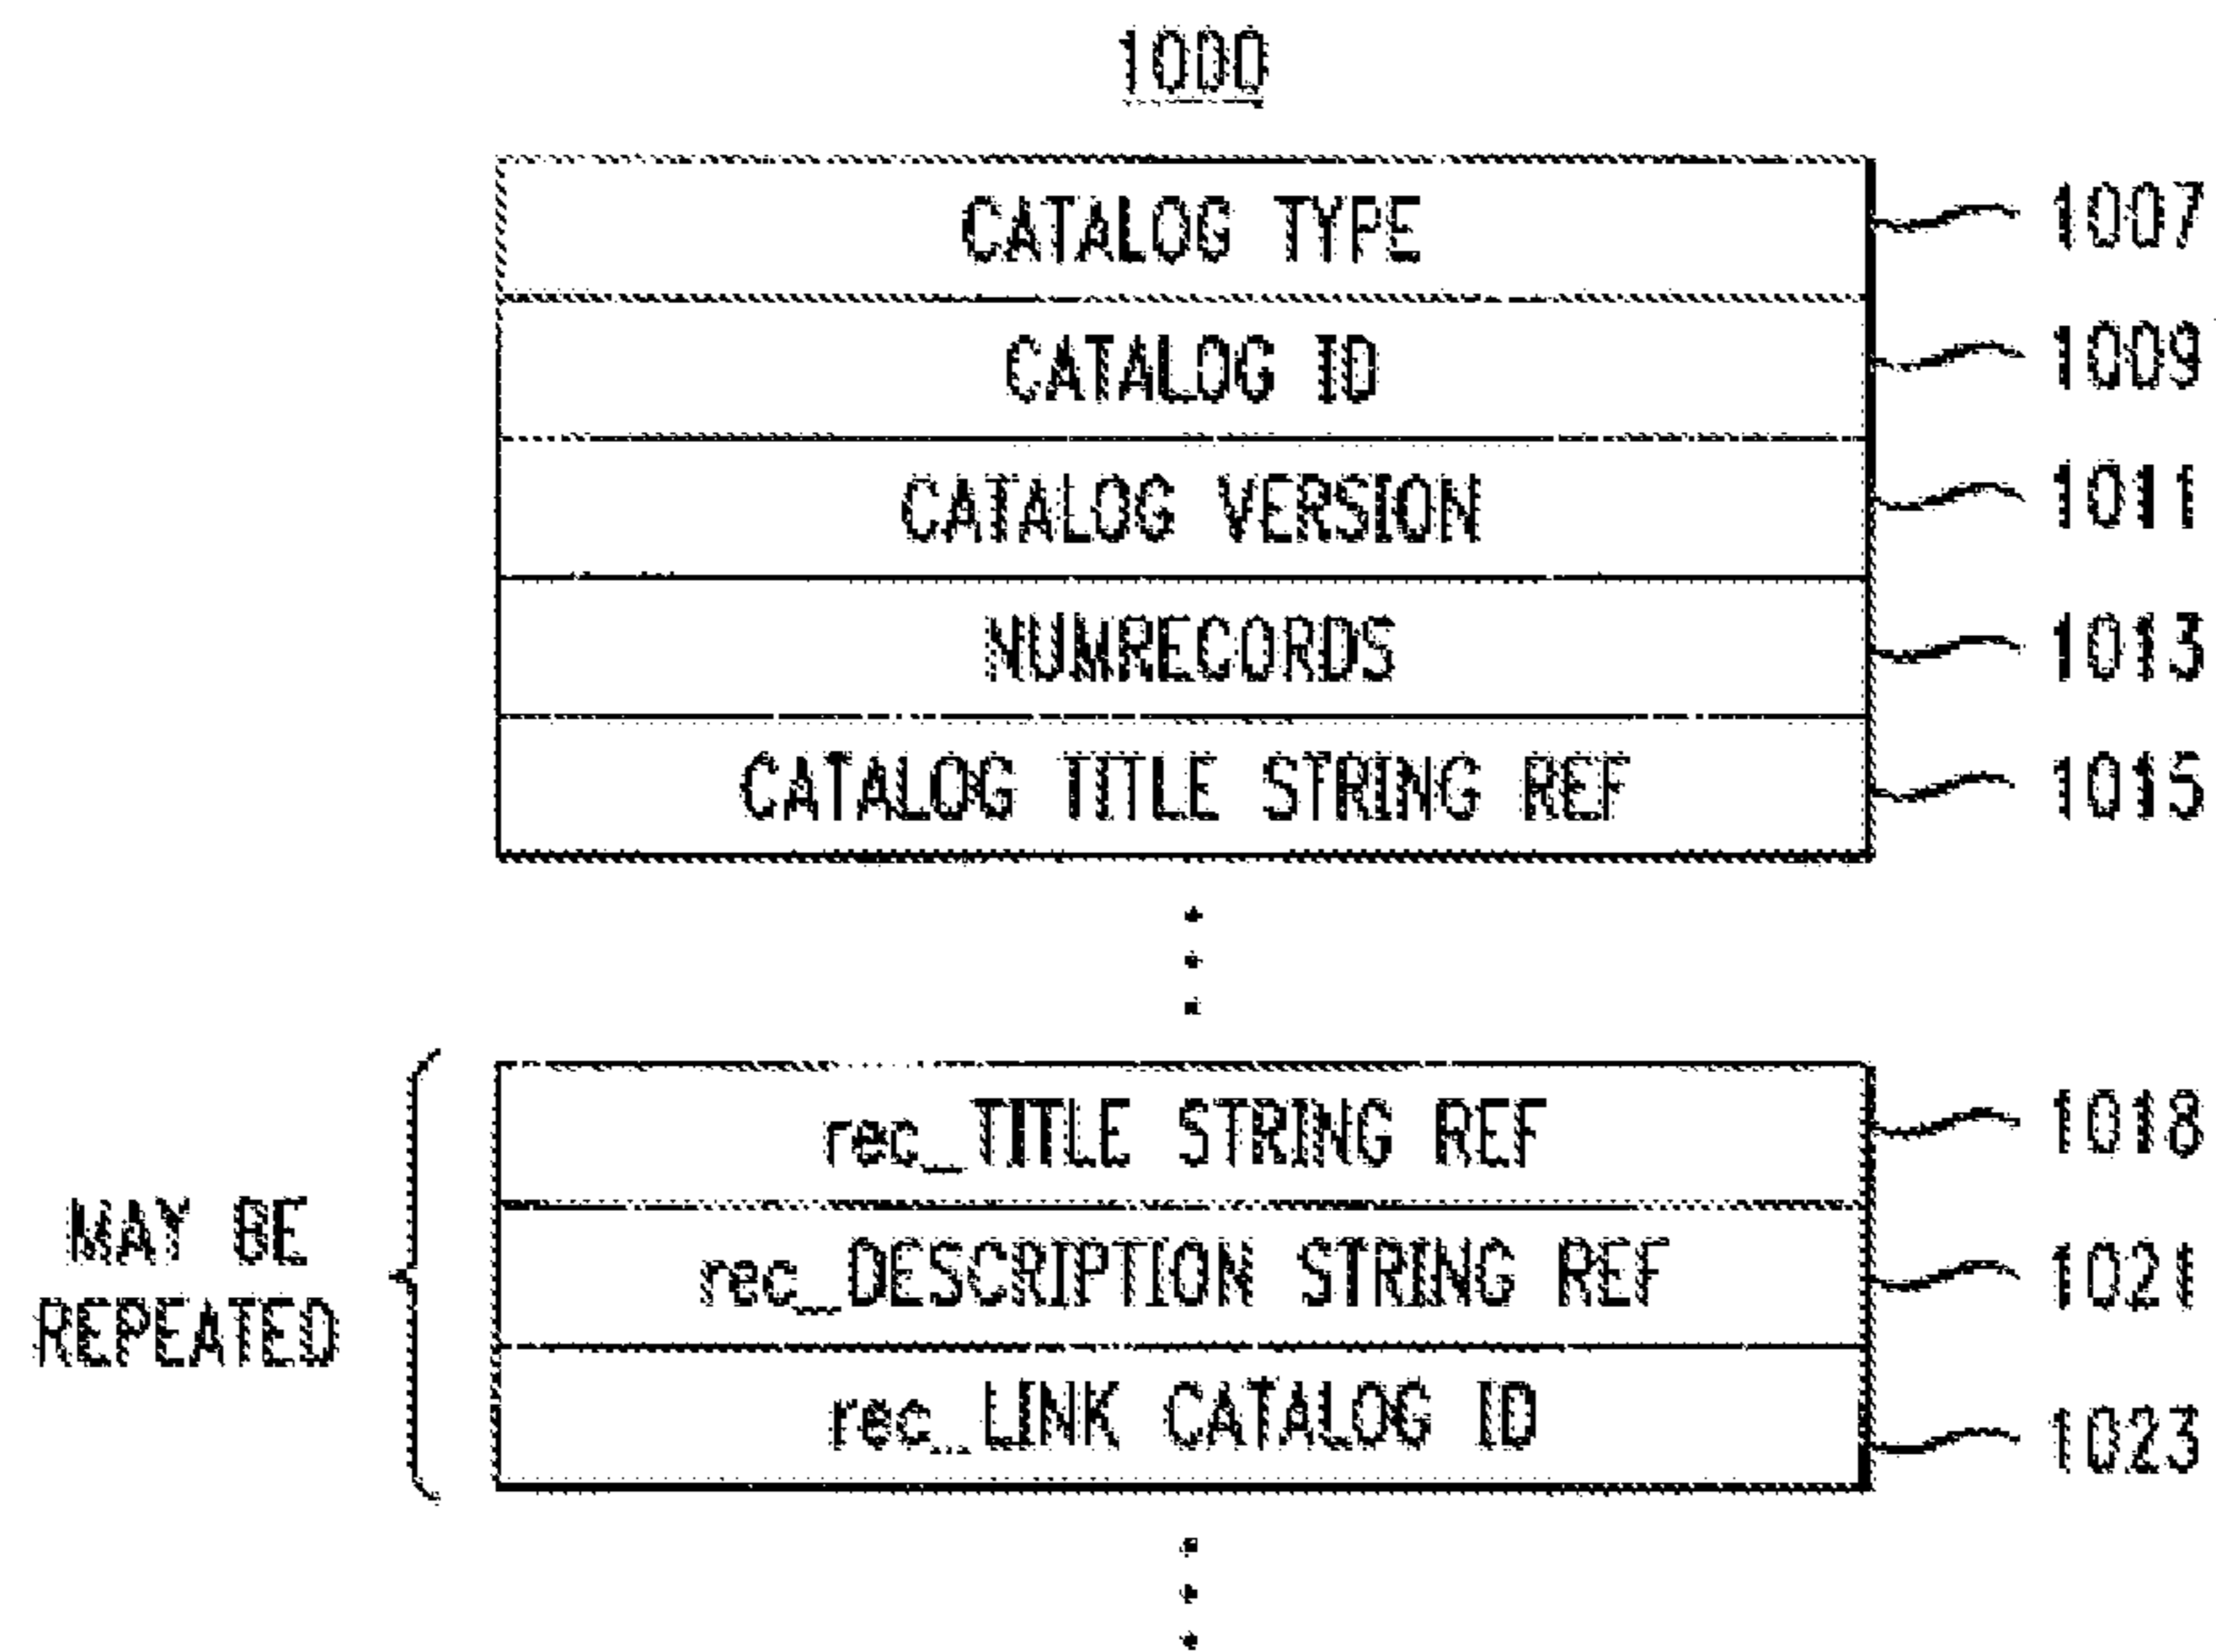 1000
CATALOG TYPE 1007
CATALOG ID 1009
CATALOG VERSION 1011
NUMRECORDS 1013
CATALOG TITLE STRING REF 1015
rec_TITLE STRING REF 1018
MAY BE
REPEATED
rec_DESCRIPTION STRING REF 1021
rec_LINK CATALOG ID 1023